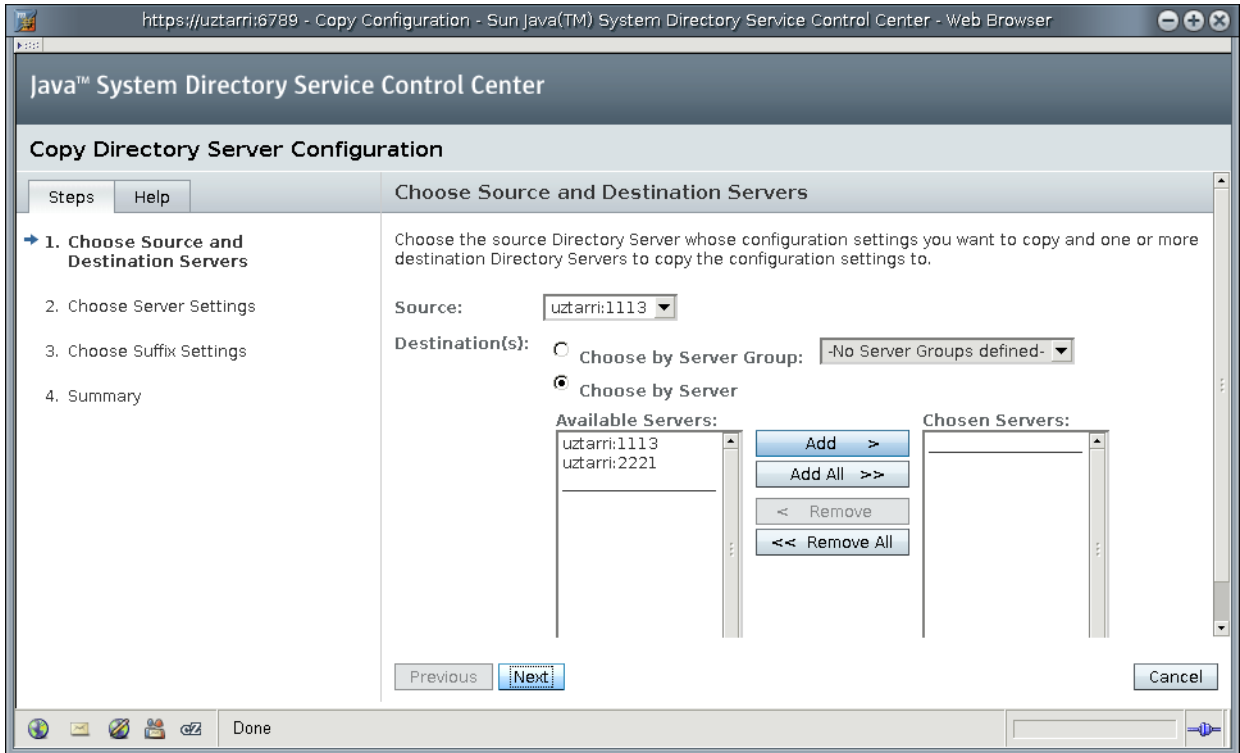 https://uztarri:6789 - Copy Configuration - Sun Java(TM) System Directory Service Control Center - Web Browser
Java™ System Directory Service Control Center
Copy Directory Server Configuration
Steps
Help
1. Choose Source and
Destination Servers
2. Choose Server Settings
3. Choose Suffix Settings
4. Summary
Choose Source and Destination Servers
Choose the source Directory Server whose configuration settings you want to copy and one or more
destination Directory Servers to copy the configuration settings to.
Source: uztarri:1113
Destination(s): Choose by Server Group: -No Server Groups defined-
Choose by Server
Available Servers:
uztarri:1113
uztarri:2221
Add >
Add All >>
< Remove
<< Remove All
Chosen Servers:
Previous
Next
Cancel
Done